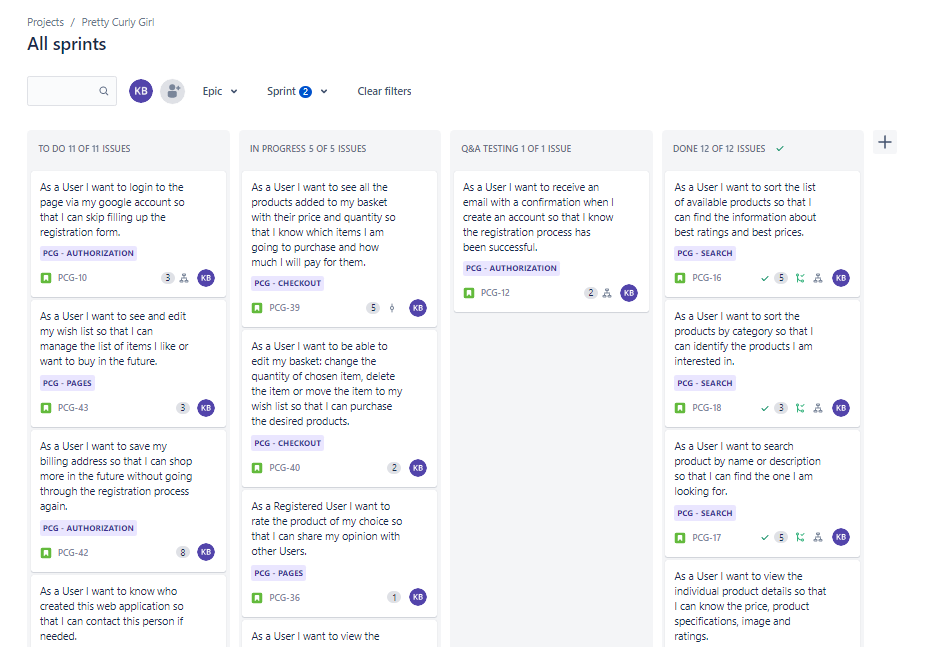 Projects / Pretty Curly Girl
All sprints
KB
Epic
Sprint 2
Clear filters
TO DO 11 OF 11 ISSUES
As a User I want to login to the
page via my google account so
that I can skip filling up the
registration form.
PCG - AUTHORIZATION
PCG-10
3
KB
As a User I want to see and edit
my wish list so that I can
manage the list of items I like or
want to buy in the future.
PCG - PAGES
PCG-43
3
KB
As a User I want to save my
billing address so that I can shop
more in the future without going
through the registration process
again.
PCG - AUTHORIZATION
PCG-42
8
KB
As a User I want to know who
created this web application so
that I can contact this person if
needed.
IN PROGRESS 5 OF 5 ISSUES
As a User I want to see all the
products added to my basket
with their price and quantity so
that I know which items I am
going to purchase and how
much I will pay for them.
PCG - CHECKOUT
PCG-39
5
KB
As a User I want to be able to
edit my basket: change the
quantity of chosen item, delete
the item or move the item to my
wish list so that I can purchase
the desired products.
PCG - CHECKOUT
PCG-40
2
KB
As a Registered User I want to
rate the product of my choice so
that I can share my opinion with
other Users.
PCG - PAGES
PCG-36
1
KB
As a User I want to view the
Q&A TESTING 1 OF 1 ISSUE
As a User I want to receive an
email with a confirmation when I
create an account so that I know
the registration process has
been successful.
PCG - AUTHORIZATION
PCG-12
2
KB
DONE 12 OF 12 ISSUES
As a User I want to sort the list
of available products so that I
can find the information about
best ratings and best prices.
PCG - SEARCH
PCG-16
5
KB
As a User I want to sort the
products by category so that I
can identify the products I am
interested in.
PCG - SEARCH
PCG-18
3
KB
As a User I want to search
product by name or description
so that I can find the one I am
looking for.
PCG - SEARCH
PCG-17
5
KB
As a User I want to view the
individual product details so that
I can know the price, product
specifications, image and
ratings.